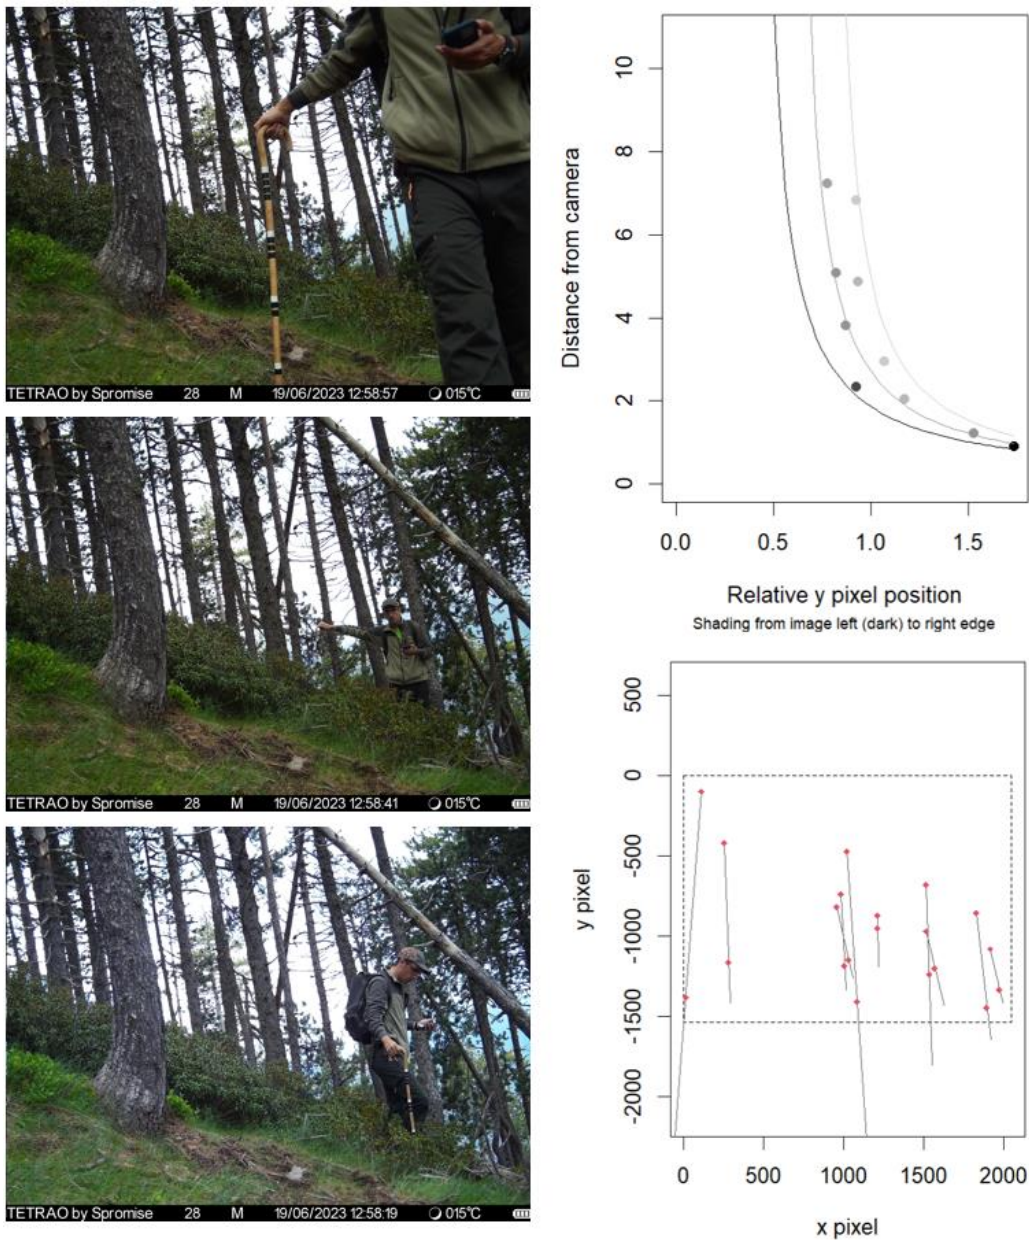 TETRAO by Spromise 28 M 19/06/2023 12:58:57 015°C
TETRAO by Spromise 28 M 19/06/2023 12:58:41 015°C
TETRAO by Spromise 28 M 19/06/2023 12:58:19 015°C
Distance from camera
10
8
6
4
2
0
0.0 0.5 1.0 1.5
Relative y pixel position
Shading from image left (dark) to right edge
y pixel
500
0
-500
-1000
-1500
-2000
0 500 1000 1500 2000
x pixel